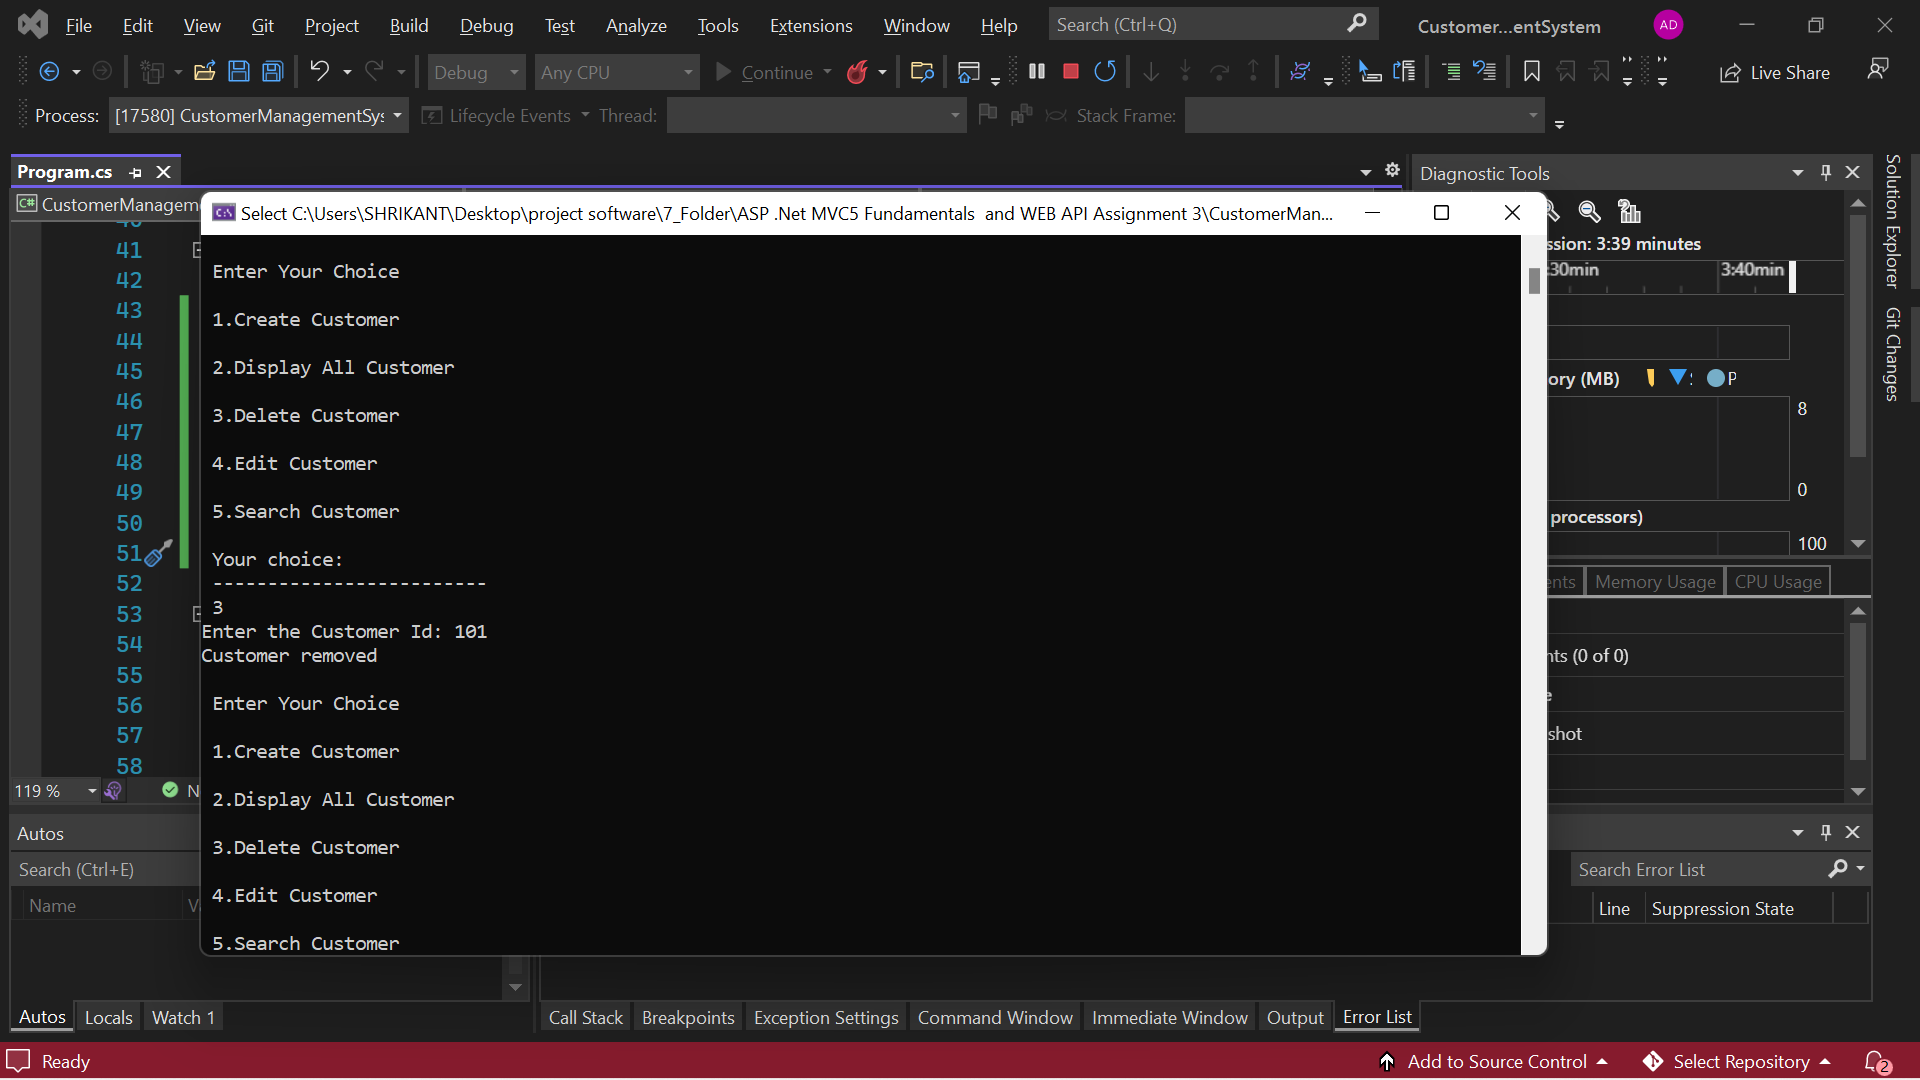 File Edit View Git Project Build Debug Test Analyze Tools Extensions Window Help Search (Ctrl+Q) Customer...entSystem AD
Debug Any CPU Continue Live Share
Process: [17580] CustomerManagementSys Lifecycle Events Thread: Stack Frame:
Program.cs
Diagnostic Tools
Solution Explorer
Git Changes
C# CustomerManagem
C:\ Select C:\Users\SHRIKANT\Desktop\project software\7_Folder\ASP .Net MVC5 Fundamentals  and WEB API Assignment 3\CustomerMan...
41
42
43
44
45
46
47
48
49
50
51
52
53
54
55
56
57
58
Enter Your Choice
1.Create Customer
2.Display All Customer
3.Delete Customer
4.Edit Customer
5.Search Customer
Your choice:
-------------------------
3
Enter the Customer Id: 101
Customer removed
Enter Your Choice
1.Create Customer
2.Display All Customer
3.Delete Customer
4.Edit Customer
5.Search Customer
ssion: 3:39 minutes
:30min 3:40min
ory (MB) P
8
0
processors)
100
ents Memory Usage CPU Usage
nts (0 of 0)
e
shot
119 % N
Autos
Search (Ctrl+E)
Name
Search Error List
Line Suppression State
Autos Locals Watch 1
Call Stack Breakpoints Exception Settings Command Window Immediate Window Output Error List
Ready Add to Source Control Select Repository 2